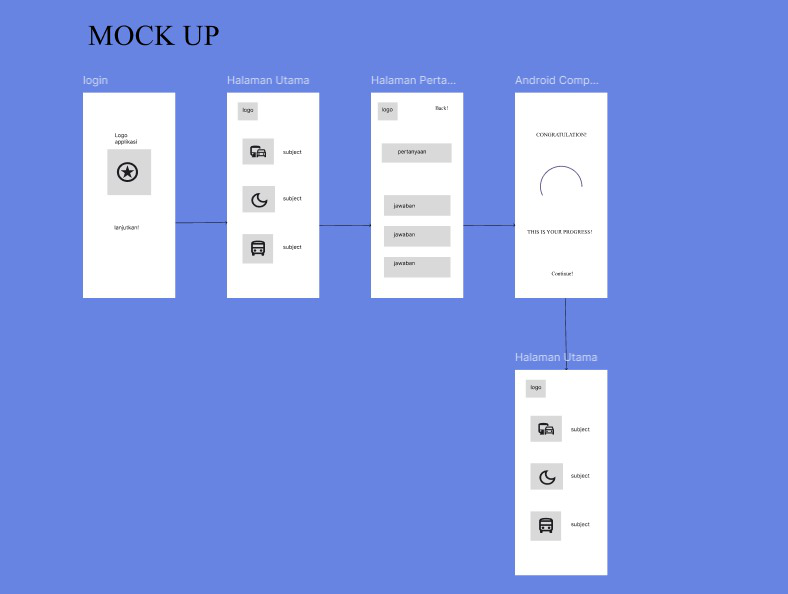 MOCK UP
login
Halaman Utama
Halaman Perta...
Android Comp...
Logo
applikasi
lanjutkan!
logo
subject
subject
subject
logo
Back!
pertanyaan
jawaban
jawaban
jawaban
CONGRATULATION!
THIS IS YOUR PROGRESS!
Continue!
Halaman Utama
logo
subject
subject
subject